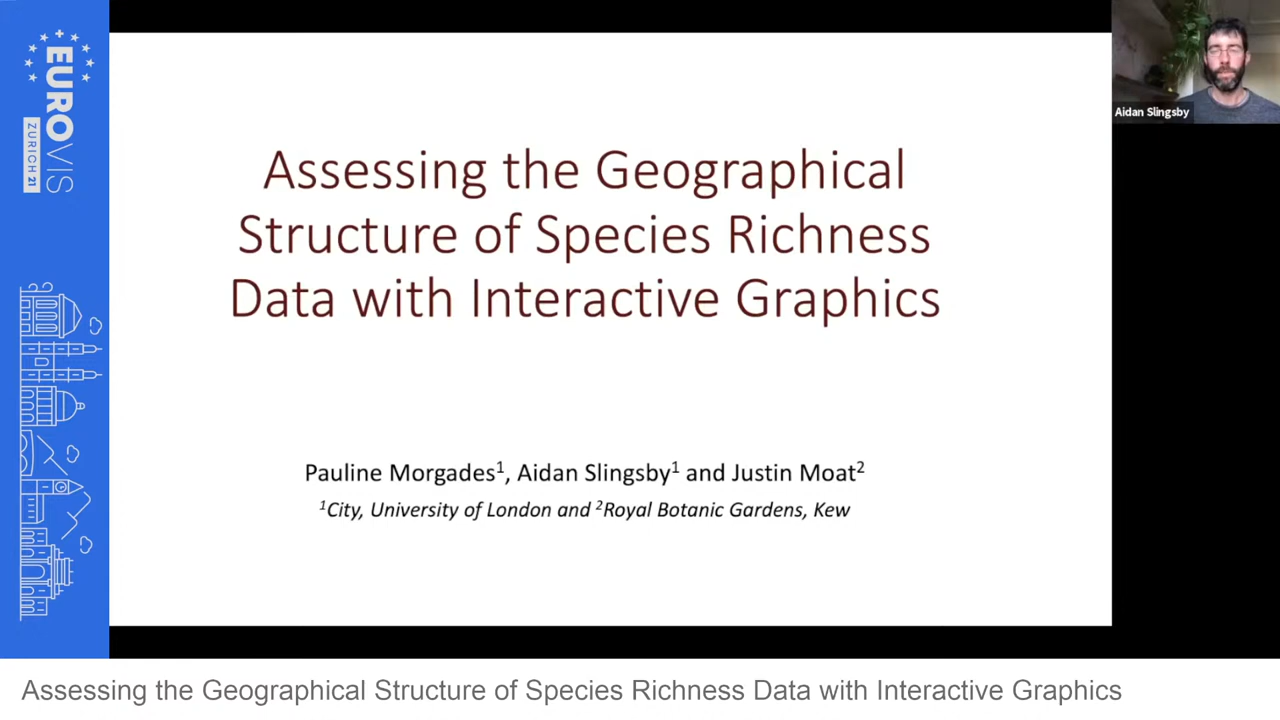 EUROVIS
ZURICH 21
Aidan Slingsby
Assessing the Geographical
Structure of Species Richness
Data with Interactive Graphics
Pauline Morgades¹, Aidan Slingsby¹ and Justin Moat²
¹City, University of London and ²Royal Botanic Gardens, Kew
Assessing the Geographical Structure of Species Richness Data with Interactive Graphics